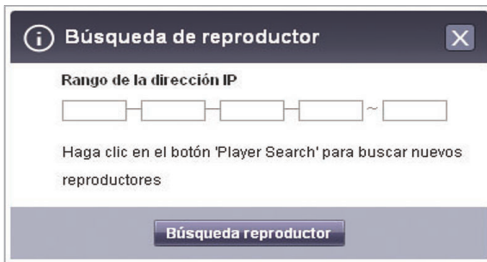 Búsqueda de reproductor
Rango de la dirección IP
~
Haga clic en el botón 'Player Search' para buscar nuevos
reproductores
Búsqueda reproductor